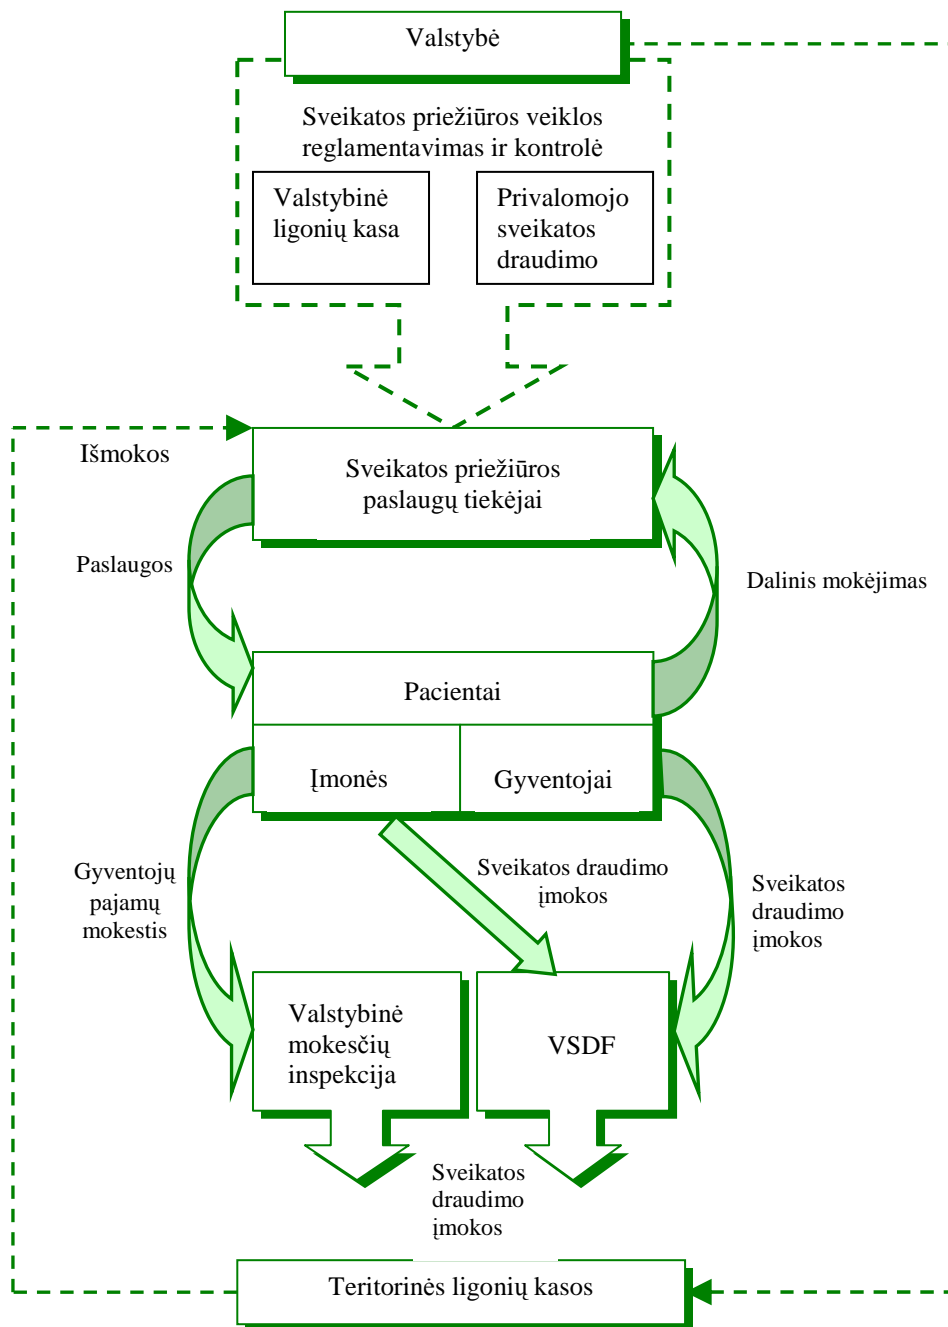 Valstybė
Sveikatos priežiūros veiklos
reglamentavimas ir kontrolė
Valstybinė
ligonių kasa
Privalomojo
sveikatos
draudimo
Išmokos
Sveikatos priežiūros
paslaugų tiekėjai
Paslaugos
Dalinis mokėjimas
Pacientai
Įmonės
Gyventojai
Gyventojų
pajamų
mokestis
Sveikatos draudimo
įmokos
Sveikatos
draudimo
įmokos
Valstybinė
mokesčių
inspekcija
VSDF
Sveikatos
draudimo
įmokos
Teritorinės ligonių kasos